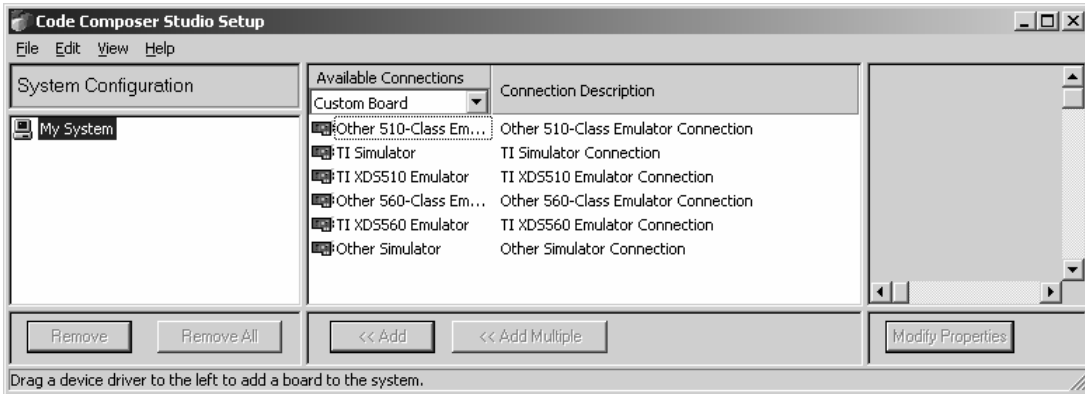 Code Composer Studio Setup
File Edit View Help
System Configuration
Available Connections
Custom Board
Connection Description
My System
Other 510-Class Em... Other 510-Class Emulator Connection
TI Simulator TI Simulator Connection
TI XDS510 Emulator TI XDS510 Emulator Connection
Other 560-Class Em... Other 560-Class Emulator Connection
TI XDS560 Emulator TI XDS560 Emulator Connection
Other Simulator Other Simulator Connection
Remove Remove All << Add << Add Multiple Modify Properties
Drag a device driver to the left to add a board to the system.